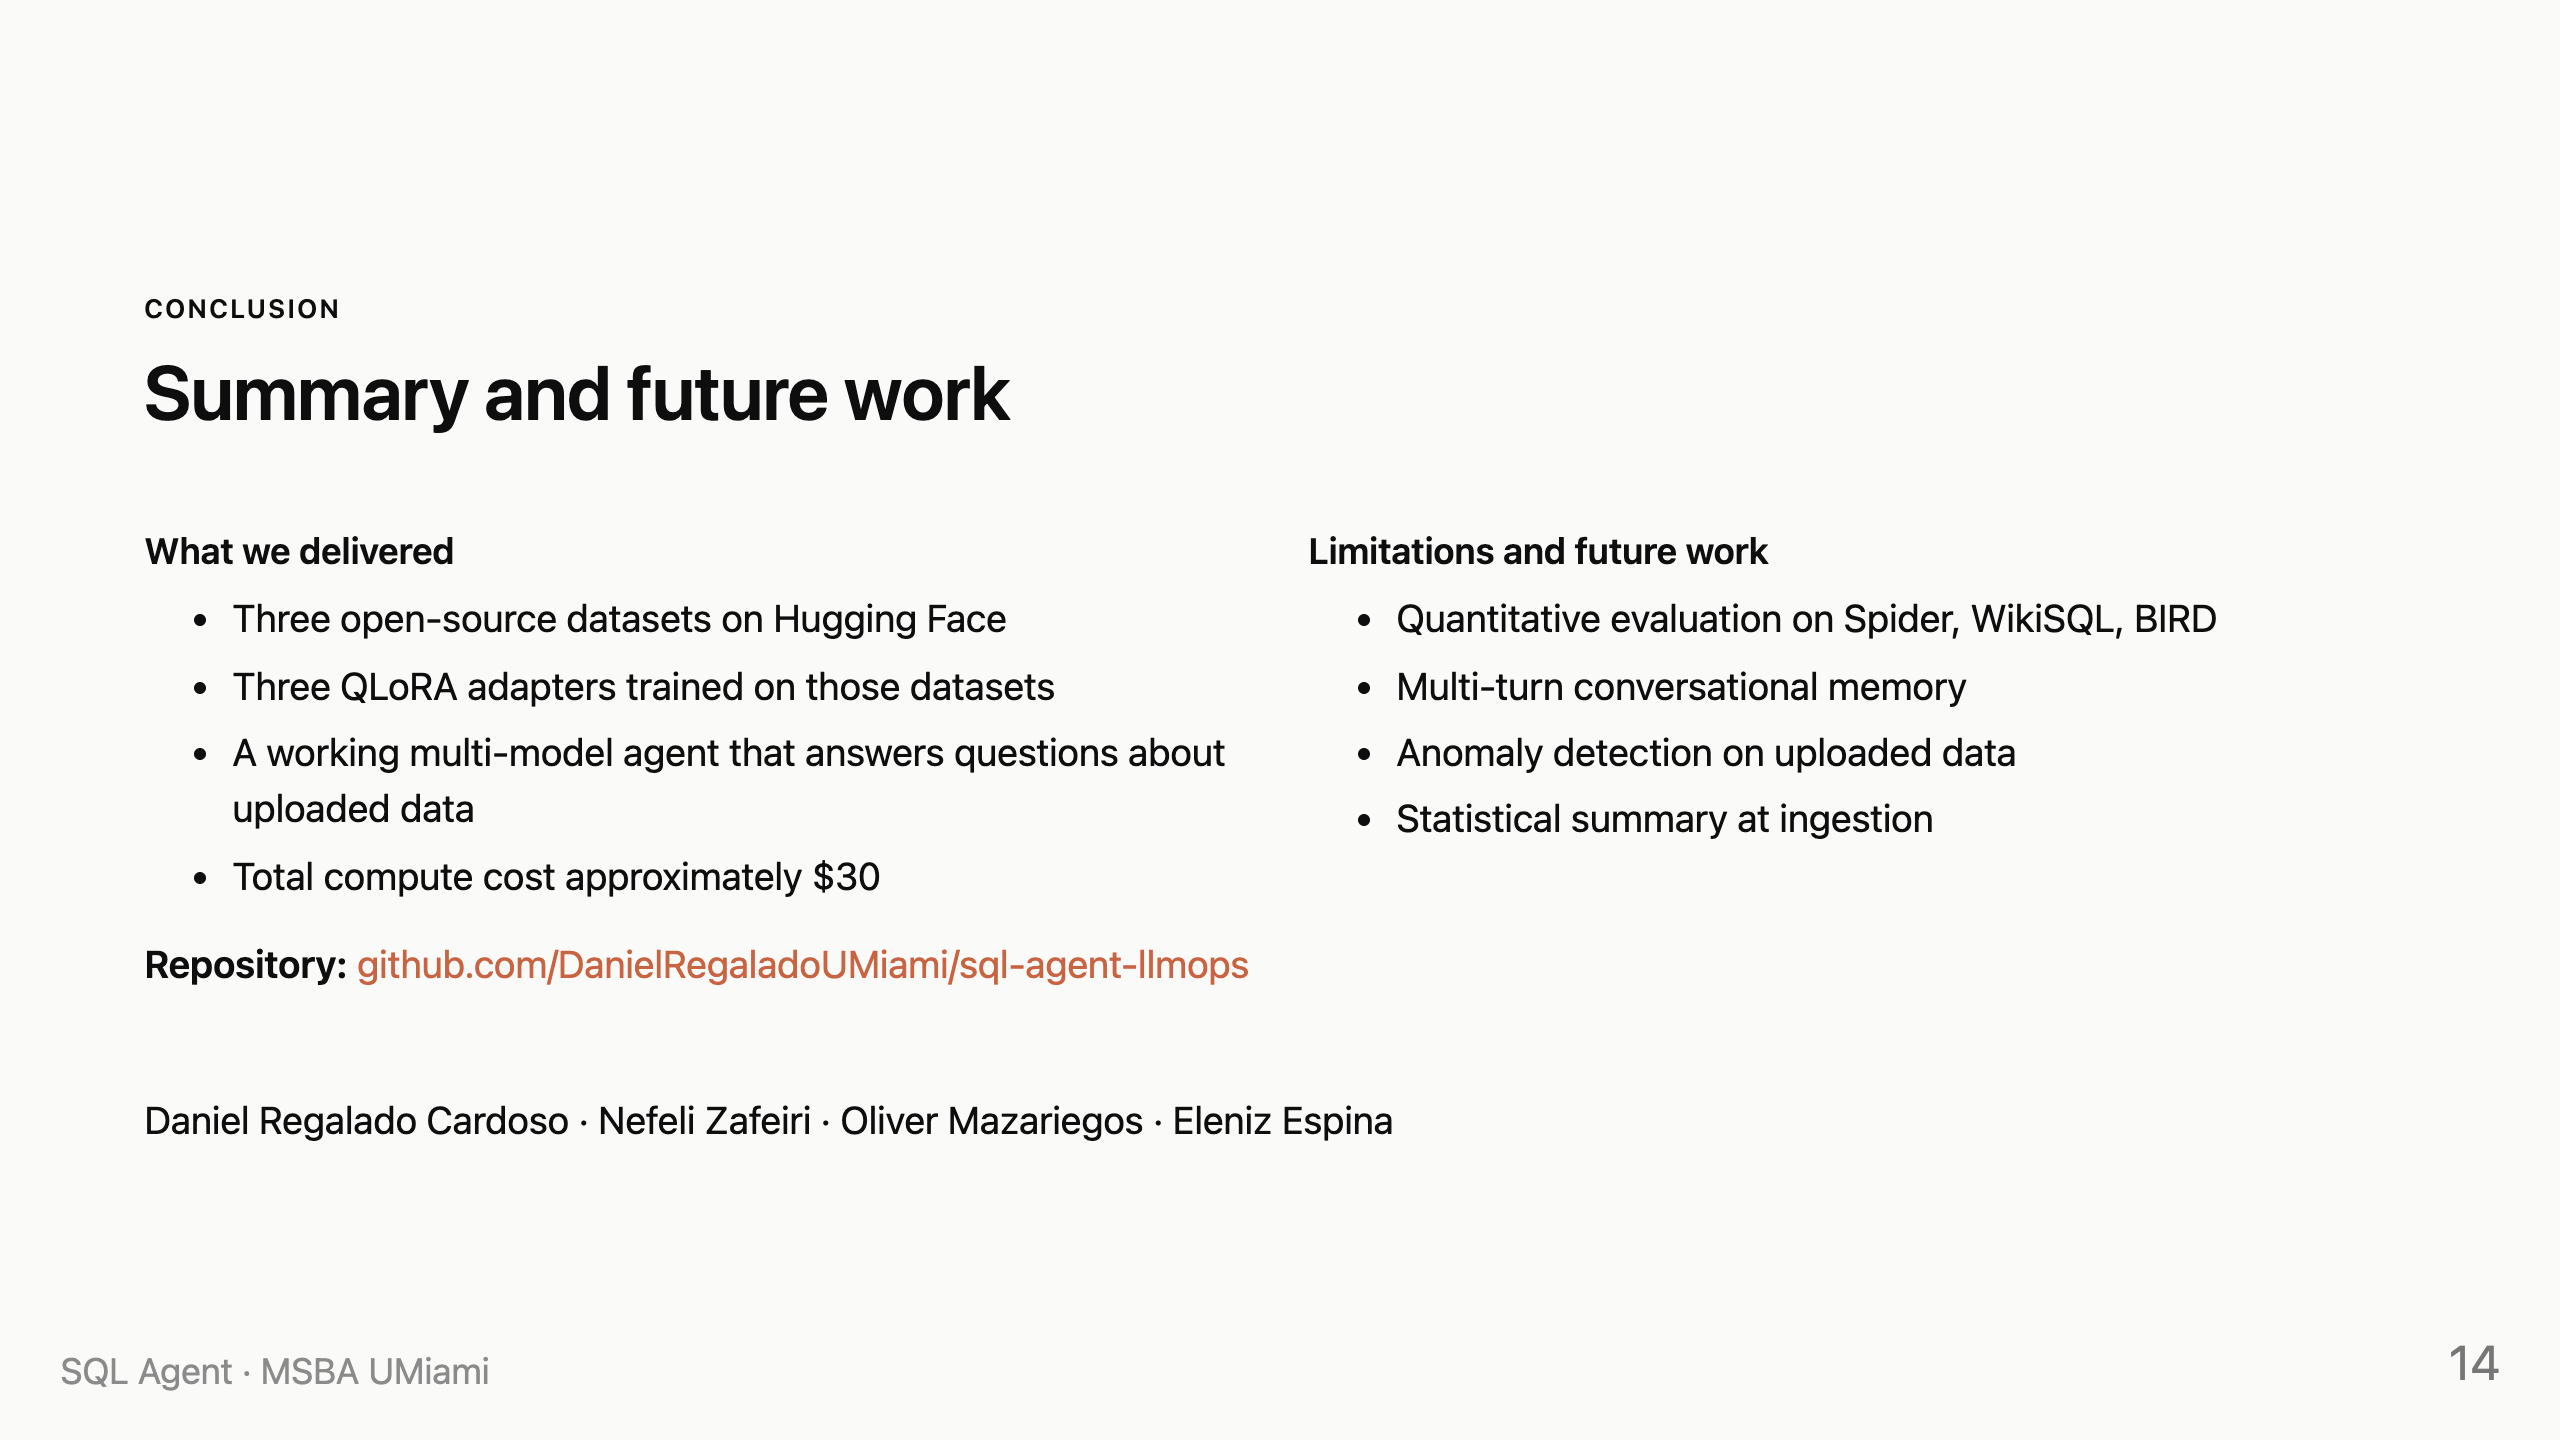 CONCLUSION
Summary and future work
What we delivered
• Three open-source datasets on Hugging Face
• Three QLoRA adapters trained on those datasets
• A working multi-model agent that answers questions about
uploaded data
• Total compute cost approximately $30
Repository: github.com/DanielRegaladoUMiami/sql-agent-llmops
Limitations and future work
• Quantitative evaluation on Spider, WikiSQL, BIRD
• Multi-turn conversational memory
• Anomaly detection on uploaded data
• Statistical summary at ingestion
Daniel Regalado Cardoso · Nefeli Zafeiri · Oliver Mazariegos · Eleniz Espina
SQL Agent · MSBA UMiami
14